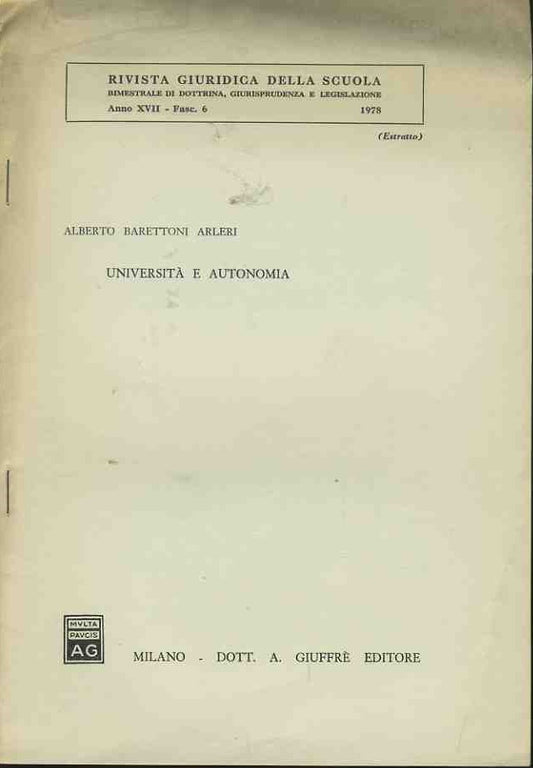 RIVISTA GIURIDICA DELLA SCUOLA
BIMESTRALE DI DOTTRINA, GIURISPRUDENZA E LEGISLAZIONE
Anno XVII - Fasc. 6 1978
(Estratto)
ALBERTO BARETTONI ARLERI
UNIVERSITÀ E AUTONOMIA
MVLTA
PAVCIS
AG
MILANO - DOTT. A. GIUFFRÈ EDITORE